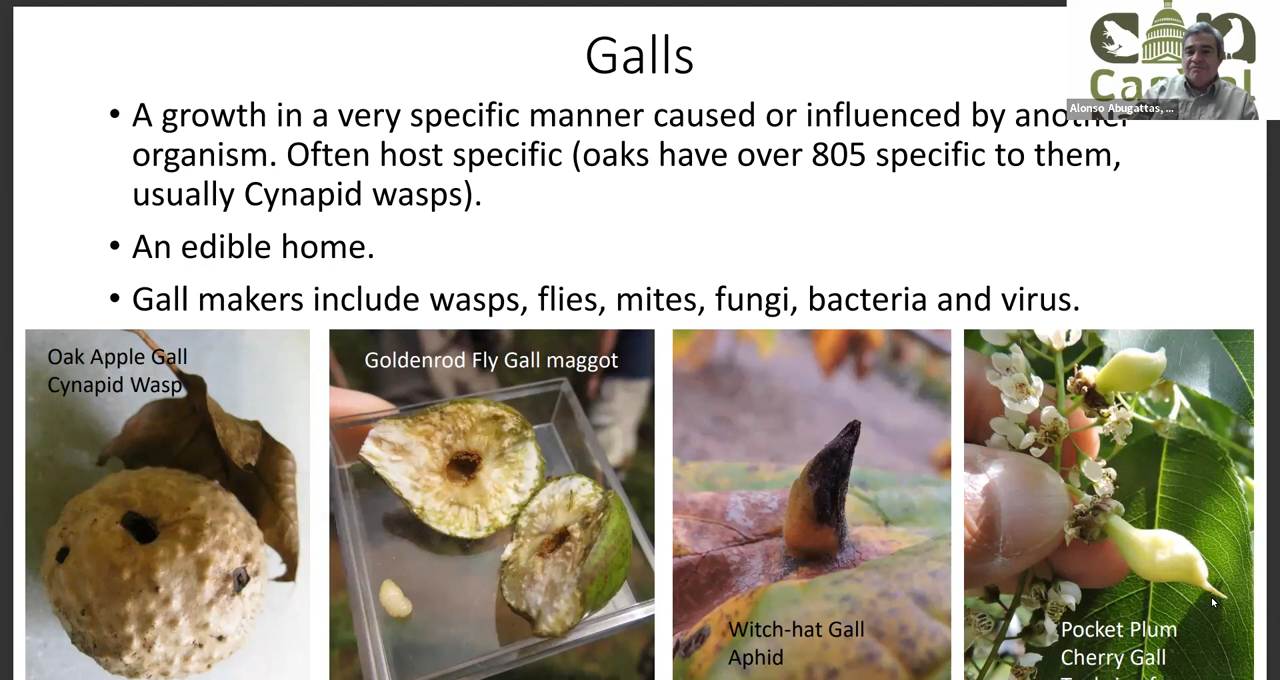 Galls
• A growth in a very specific manner caused or influenced by another
organism. Often host specific (oaks have over 805 specific to them,
usually Cynapid wasps).
• An edible home.
• Gall makers include wasps, flies, mites, fungi, bacteria and virus.
Alonso Abugattas, ...
Oak Apple Gall
Cynapid Wasp
Goldenrod Fly Gall maggot
Witch-hat Gall
Aphid
Pocket Plum
Cherry Gall